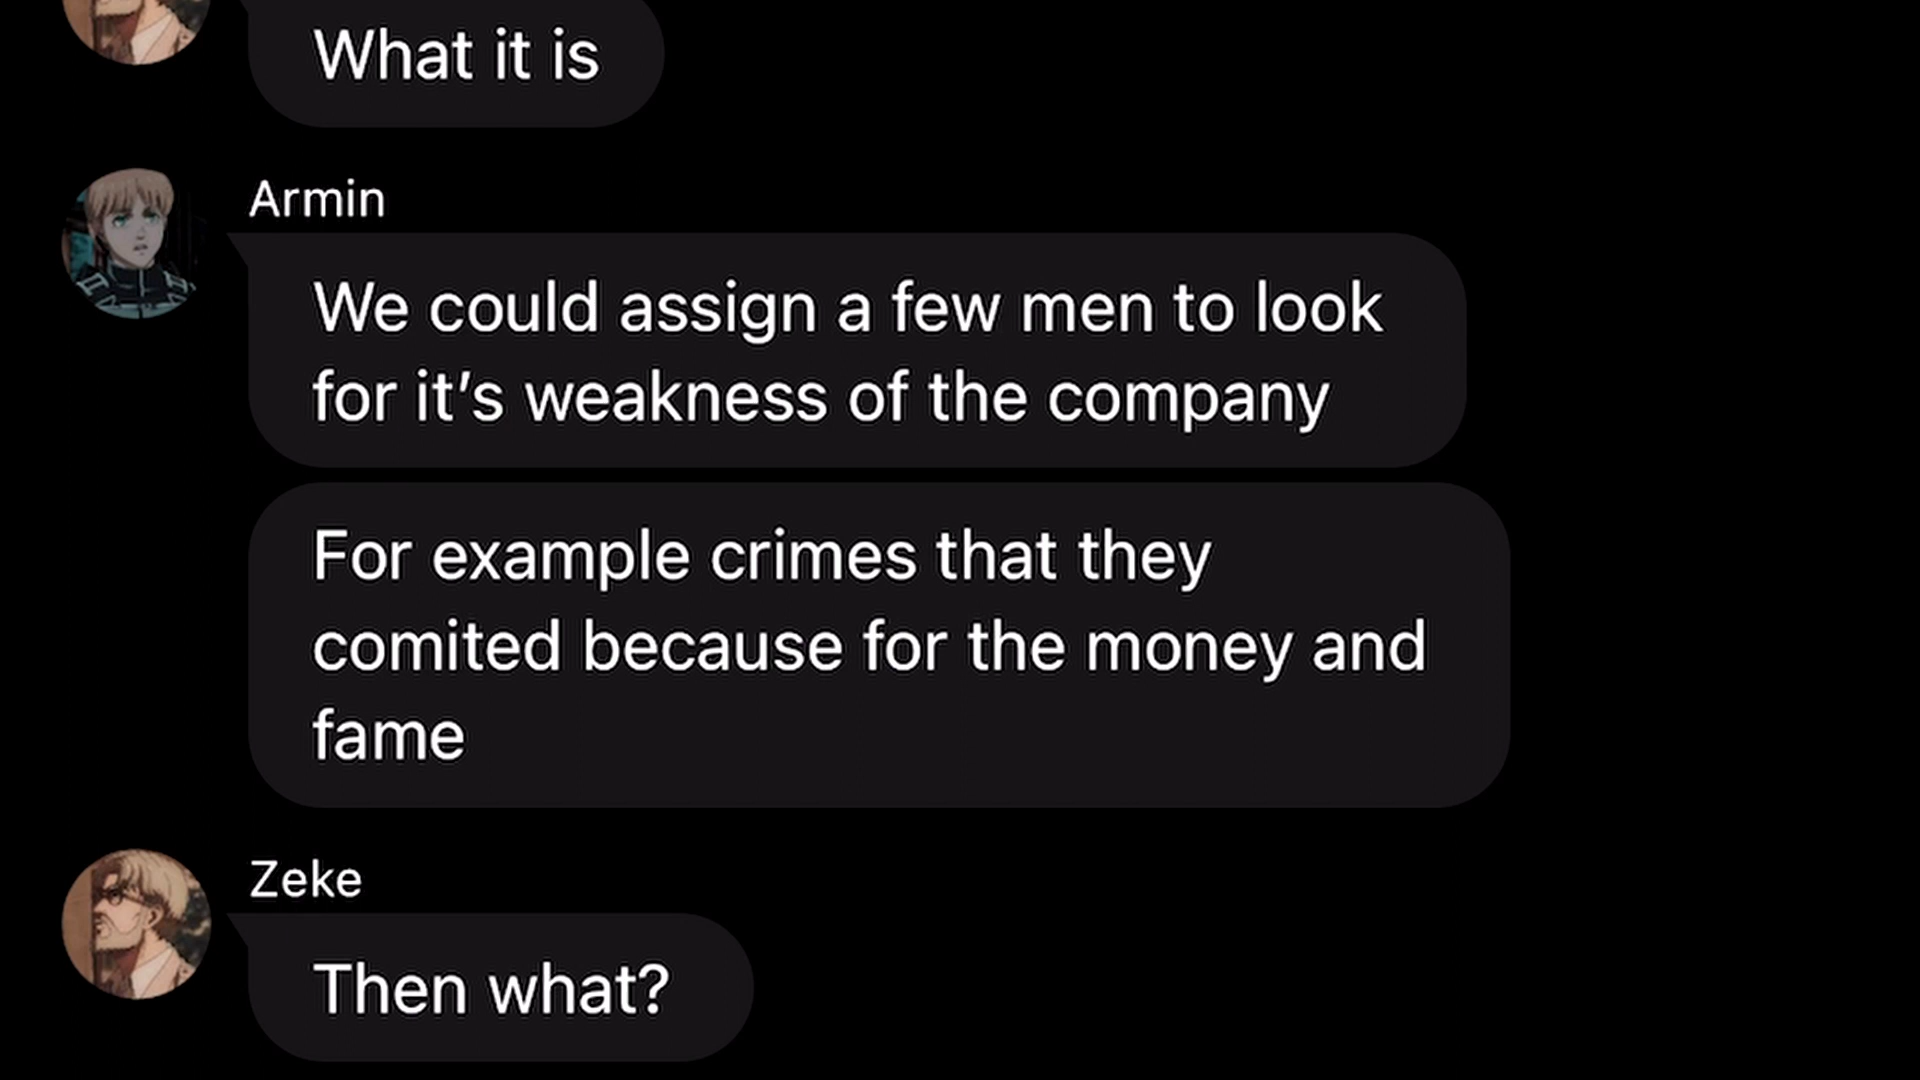 What it is
Armin
We could assign a few men to look
for it’s weakness of the company
For example crimes that they
comited because for the money and
fame
Zeke
Then what?